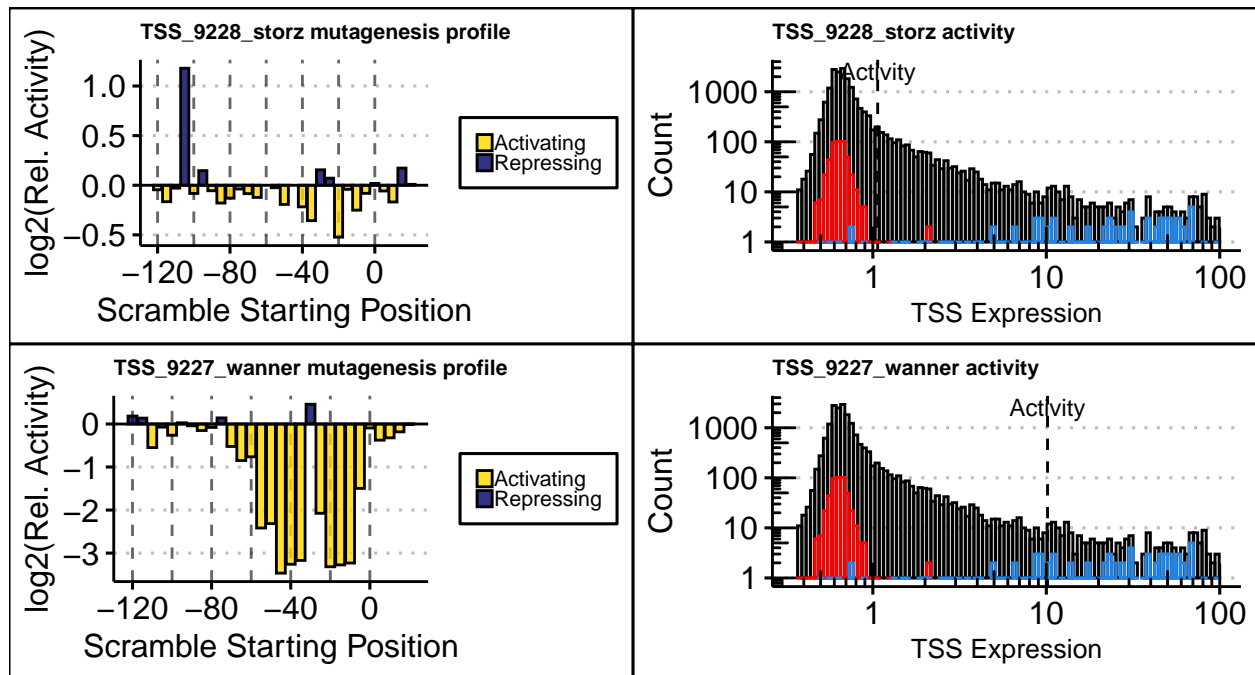 TSS_9228_storz mutagenesis profile
log2(Rel. Activity)
1.0
0.5
0.0
−0.5
−120
−80
−40
0
Scramble Starting Position
Activating
Repressing
TSS_9228_storz activity
Activity
Count
1000
100
10
1
1
10
100
TSS Expression
TSS_9227_wanner mutagenesis profile
log2(Rel. Activity)
0
−1
−2
−3
−120
−80
−40
0
Scramble Starting Position
Activating
Repressing
TSS_9227_wanner activity
Activity
Count
1000
100
10
1
1
10
100
TSS Expression